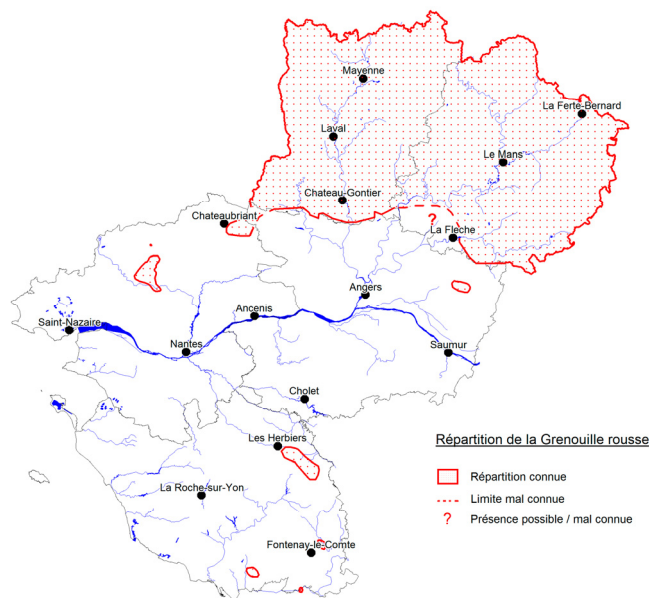 Mayenne
La Ferte-Bernard
Laval
Le Mans
Chateau-Gontier
Chateaubriant
?
La Fleche
Angers
Ancenis
Saint-Nazaire
Nantes
Saumur
Cholet
Les Herbiers
La Roche-sur-Yon
Fontenay-le-Comte
Répartition de la Grenouille rousse
Répartition connue
Limite mal connue
? Présence possible / mal connue